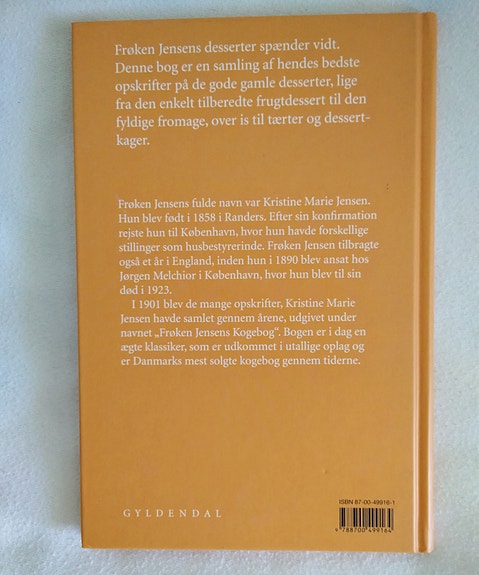 Frøken Jensens desserter spænder vidt.
Denne bog er en samling af hendes bedste
opskrifter på de gode gamle desserter, lige
fra den enkelt tilberedte frugtdessert til den
fyldige fromage, over is til tærter og dessert-
kager.
Frøken Jensens fulde navn var Kristine Marie Jensen.
Hun blev født i 1858 i Randers. Efter sin konfirmation
rejste hun til København, hvor hun havde forskellige
stillinger som husbestyrerinde. Frøken Jensen tilbragte
også et år i England, inden hun i 1890 blev ansat hos
Jørgen Melchior i København, hvor hun blev til sin
død i 1923.
I 1901 blev de mange opskrifter, Kristine Marie
Jensen havde samlet gennem årene, udgivet under
navnet „Frøken Jensens Kogebog“. Bogen er i dag en
ægte klassiker, som er udkommet i utallige oplag og
er Danmarks mest solgte kogebog gennem tiderne.
ISBN 87-00-49916-1
GYLDENDAL
9 788700 499164